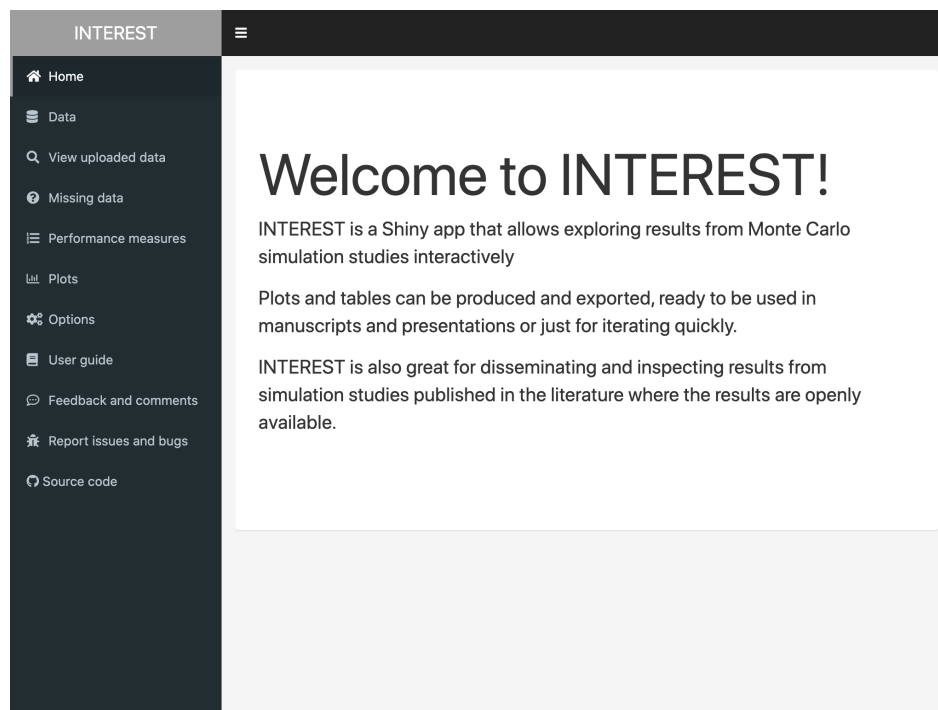 INTEREST
Home
Data
View uploaded data
Missing data
Performance measures
Plots
Options
User guide
Feedback and comments
Report issues and bugs
Source code
Welcome to INTEREST!
INTEREST is a Shiny app that allows exploring results from Monte Carlo
simulation studies interactively
Plots and tables can be produced and exported, ready to be used in
manuscripts and presentations or just for iterating quickly.
INTEREST is also great for disseminating and inspecting results from
simulation studies published in the literature where the results are openly
available.